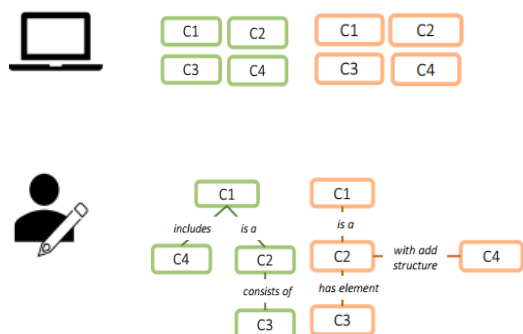 C1 C2 C1 C2
C3 C4 C3 C4
C1 C1
includes is a is a
C4 C2 C2 with add structure C4
consists of has element
C3 C3